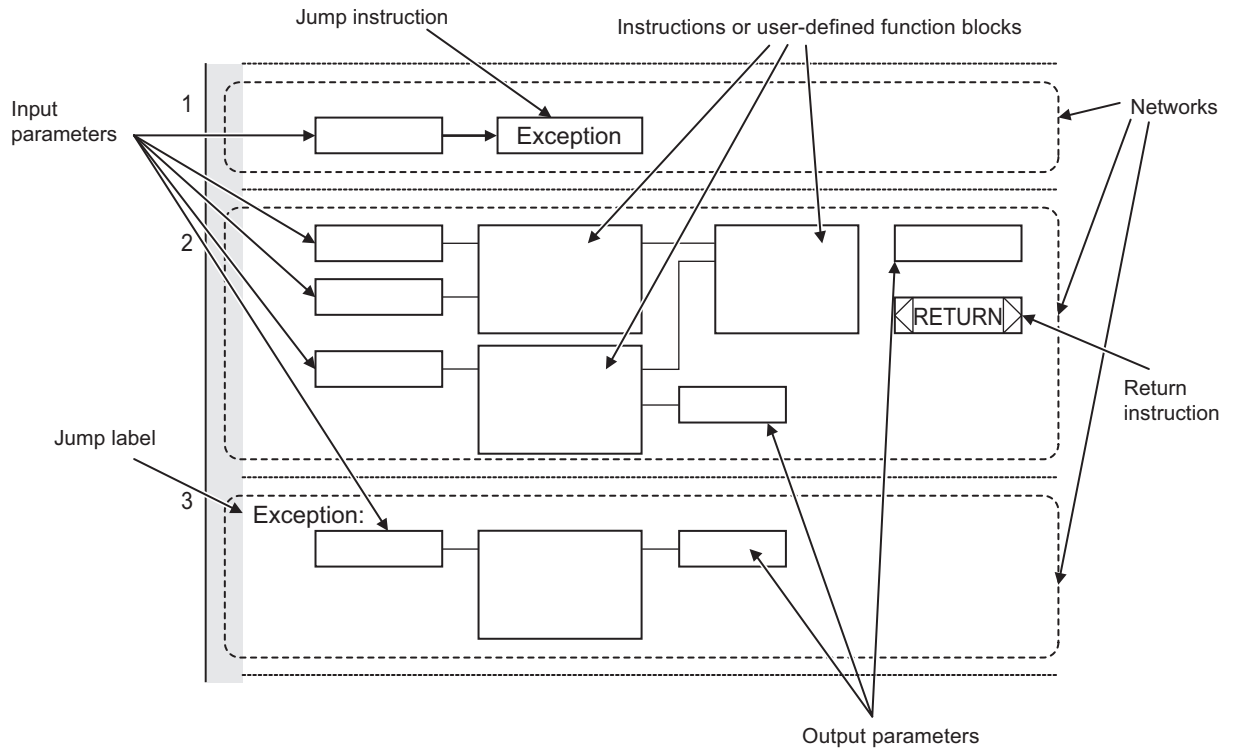 Jump instruction
Instructions or user-defined function blocks
Input
parameters
1
Networks
Exception
2
RETURN
Return
instruction
Jump label
3
Exception:
Output parameters